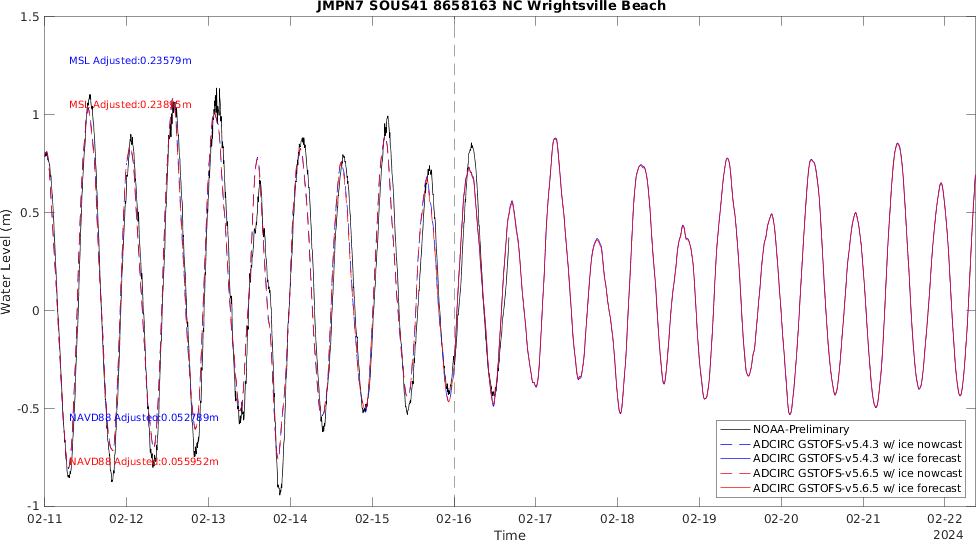 JMPN7 SOUS41 8658163 NC Wrightsville Beach
1.5
1
0.5
0
-0.5
-1
Water Level (m)
MSL Adjusted:0.23579m
MSL Adjusted:0.23895m
NAVD88 Adjusted:0.052789m
NAVD88 Adjusted:0.055952m
NOAA-Preliminary
ADCIRC GSTOFS-v5.4.3 w/ ice nowcast
ADCIRC GSTOFS-v5.4.3 w/ ice forecast
ADCIRC GSTOFS-v5.6.5 w/ ice nowcast
ADCIRC GSTOFS-v5.6.5 w/ ice forecast
02-11 02-12 02-13 02-14 02-15 02-16 02-17 02-18 02-19 02-20 02-21 02-22
Time
2024